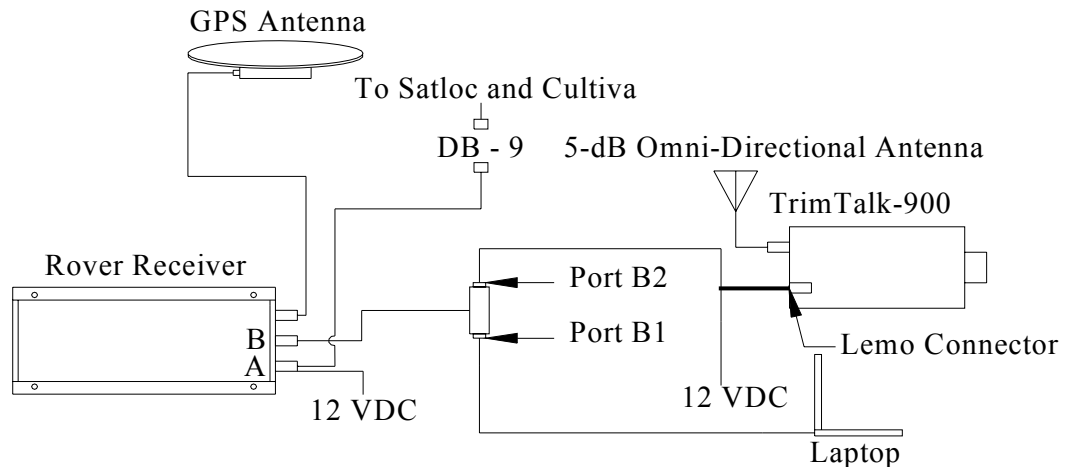 GPS Antenna
To Satloc and Cultiva
DB - 9
5-dB Omni-Directional Antenna
TrimTalk-900
Rover Receiver
Port B2
B
Port B1
A
Lemo Connector
12 VDC
12 VDC
Laptop